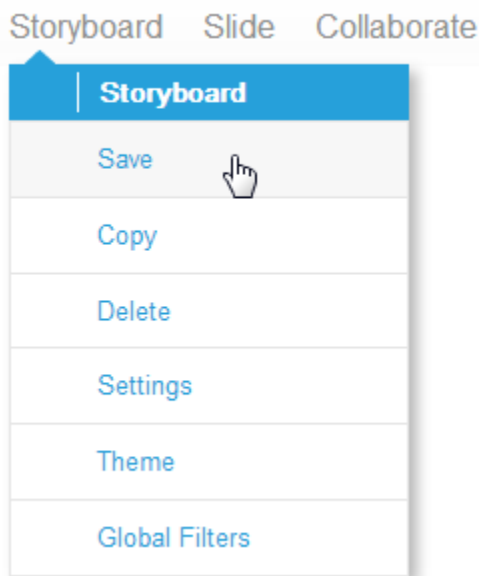 Storyboard Slide Collaborate
Storyboard
Save
Copy
Delete
Settings
Theme
Global Filters